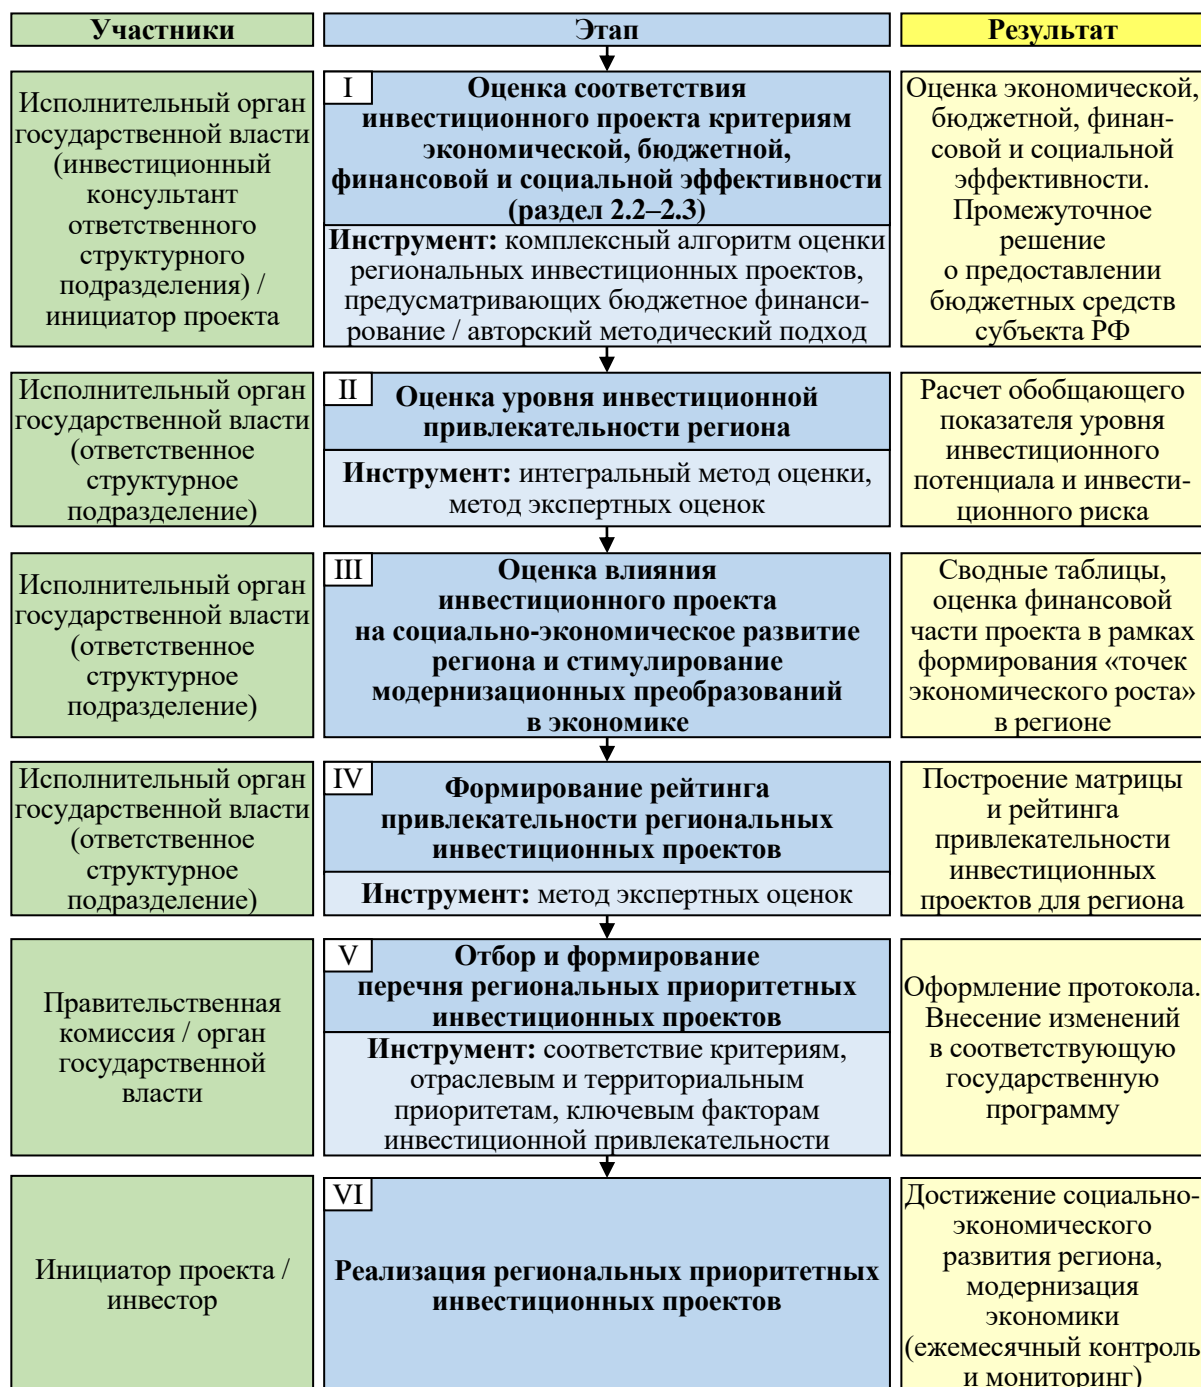 Участники
Этап
Результат
Исполнительный орган
государственной власти
(инвестиционный
консультант
ответственного
структурного
подразделения) /
инициатор проекта
I
Оценка соответствия
инвестиционного проекта критериям
экономической, бюджетной,
финансовой и социальной эффективности
(раздел 2.2–2.3)
Инструмент: комплексный алгоритм оценки
региональных инвестиционных проектов,
предусматривающих бюджетное финанси-
рование / авторский методический подход
Оценка экономической,
бюджетной, финан-
совой и социальной
эффективности.
Промежуточное
решение
о предоставлении
бюджетных средств
субъекта РФ
Исполнительный орган
государственной власти
(ответственное
структурное
подразделение)
II
Оценка уровня инвестиционной
привлекательности региона
Инструмент: интегральный метод оценки,
метод экспертных оценок
Расчет обобщающего
показателя уровня
инвестиционного
потенциала и инвести-
ционного риска
Исполнительный орган
государственной власти
(ответственное
структурное
подразделение)
III
Оценка влияния
инвестиционного проекта
на социально-экономическое развитие
региона и стимулирование
модернизационных преобразований
в экономике
Сводные таблицы,
оценка финансовой
части проекта в рамках
формирования «точек
экономического роста»
в регионе
Исполнительный орган
государственной власти
(ответственное
структурное
подразделение)
IV
Формирование рейтинга
привлекательности региональных
инвестиционных проектов
Инструмент: метод экспертных оценок
Построение матрицы
и рейтинга
привлекательности
инвестиционных
проектов для региона
Правительственная
комиссия / орган
государственной
власти
V
Отбор и формирование
перечня региональных приоритетных
инвестиционных проектов
Инструмент: соответствие критериям,
отраслевым и территориальным
приоритетам, ключевым факторам
инвестиционной привлекательности
Оформление протокола.
Внесение изменений
в соответствующую
государственную
программу
Инициатор проекта /
инвестор
VI
Реализация региональных приоритетных
инвестиционных проектов
Достижение социально-
экономического
развития региона,
модернизация
экономики
(ежемесячный контроль
и мониторинг)